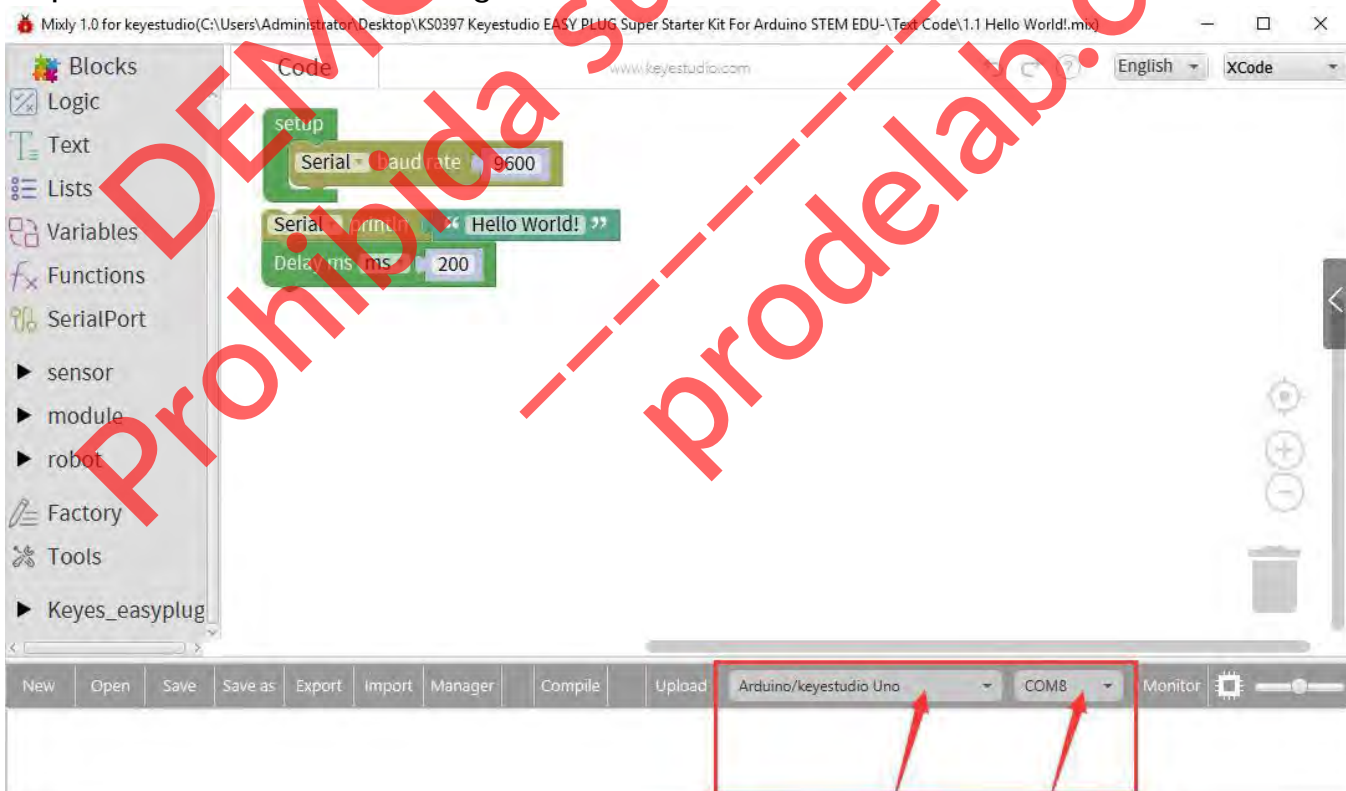 Mixly 1.0 for keyestudio(C:\Users\Administrator\Desktop\KS0397 Keyestudio EASY PLUG Super Starter Kit For Arduino STEM EDU-\Text Code\1.1 Hello World!.mix)
Blocks
Code
www.keyestudio.com
English
XCode
Logic
Text
Lists
Variables
Functions
SerialPort
sensor
module
robot
Factory
Tools
Keyes_easyplug
setup
Serial baud rate 9600
Serial println “ Hello World! ”
Delay ms ms 200
New Open Save Save as Export Import Manager Compile Upload Arduino/keyestudio Uno COM8 Monitor
DEMO
Prohibida
prodelab.c